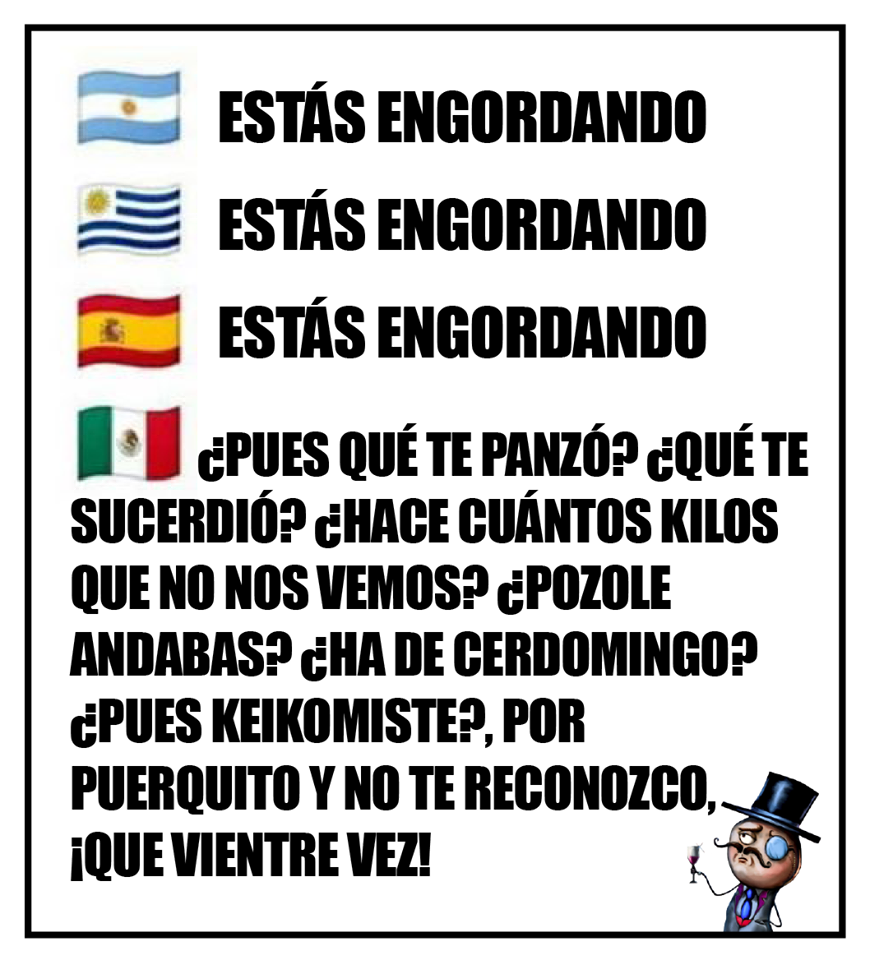 ESTÁS ENGORDANDO
ESTÁS ENGORDANDO
ESTÁS ENGORDANDO
¿PUES QUÉ TE PANZÓ? ¿QUÉ TE
SUCERDIÓ? ¿HACE CUÁNTOS KILOS
QUE NO NOS VEMOS? ¿POZOLE
ANDABAS? ¿HA DE CERDOMINGO?
¿PUES KEIKOMISTE?, POR
PUERQUITO Y NO TE RECONOZCO,
¡QUE VIENTRE VEZ!